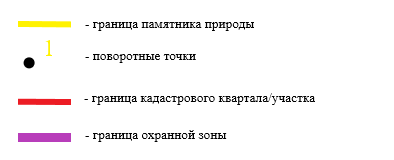 - граница памятника природы
1
- поворотные точки
- граница кадастрового квартала/участка
- граница охранной зоны